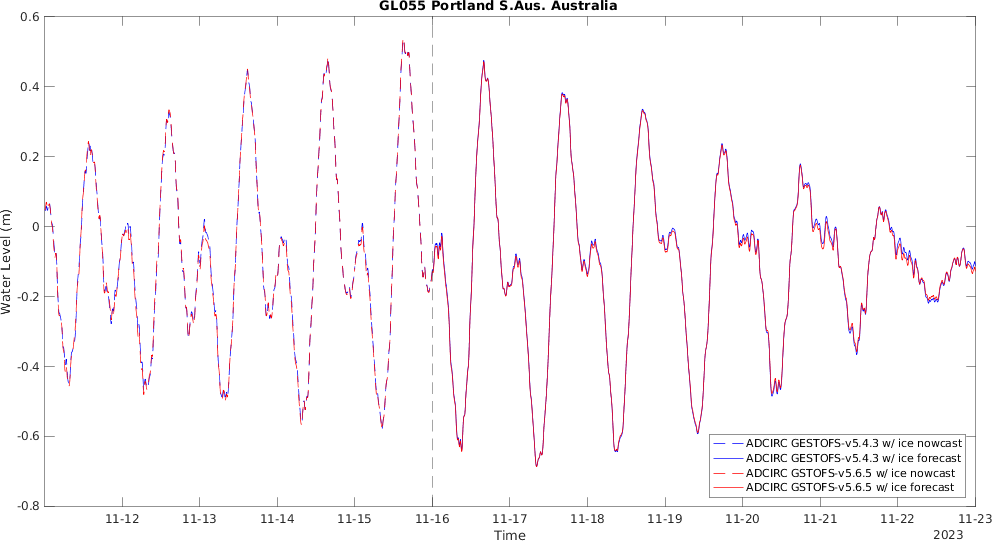 GL055 Portland S.Aus. Australia
0.6
0.4
0.2
0
-0.2
-0.4
-0.6
-0.8
Water Level (m)
ADCIRC GESTOFS-v5.4.3 w/ ice nowcast
ADCIRC GESTOFS-v5.4.3 w/ ice forecast
ADCIRC GSTOFS-v5.6.5 w/ ice nowcast
ADCIRC GSTOFS-v5.6.5 w/ ice forecast
11-12 11-13 11-14 11-15 11-16 11-17 11-18 11-19 11-20 11-21 11-22 11-23
Time
2023